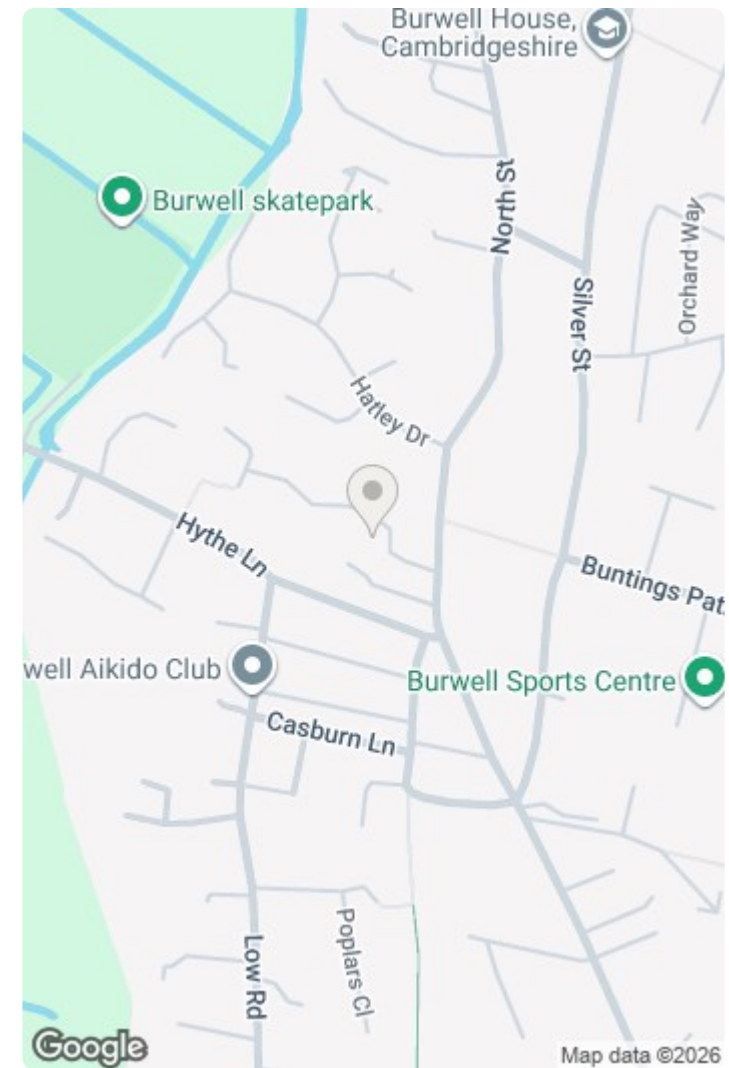 Burwell House,
Cambridgeshire
Burwell skatepark
North St
Orchard Way
Silver St
Hatley Dr
Hythe Ln
Buntings Pat
well Aikido Club
Burwell Sports Centre
Casburn Ln
Poplars Cl
Low Rd
Google
Map data ©2026